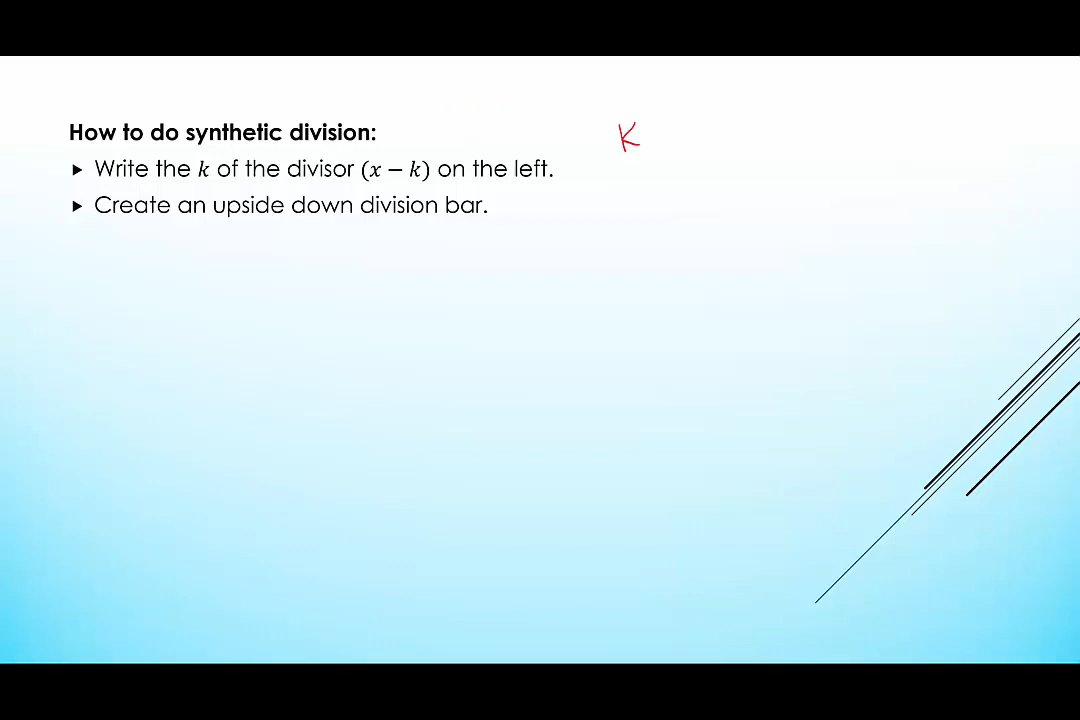 How to do synthetic division:
K
▶ Write the k of the divisor (x − k) on the left.
▶ Create an upside down division bar.